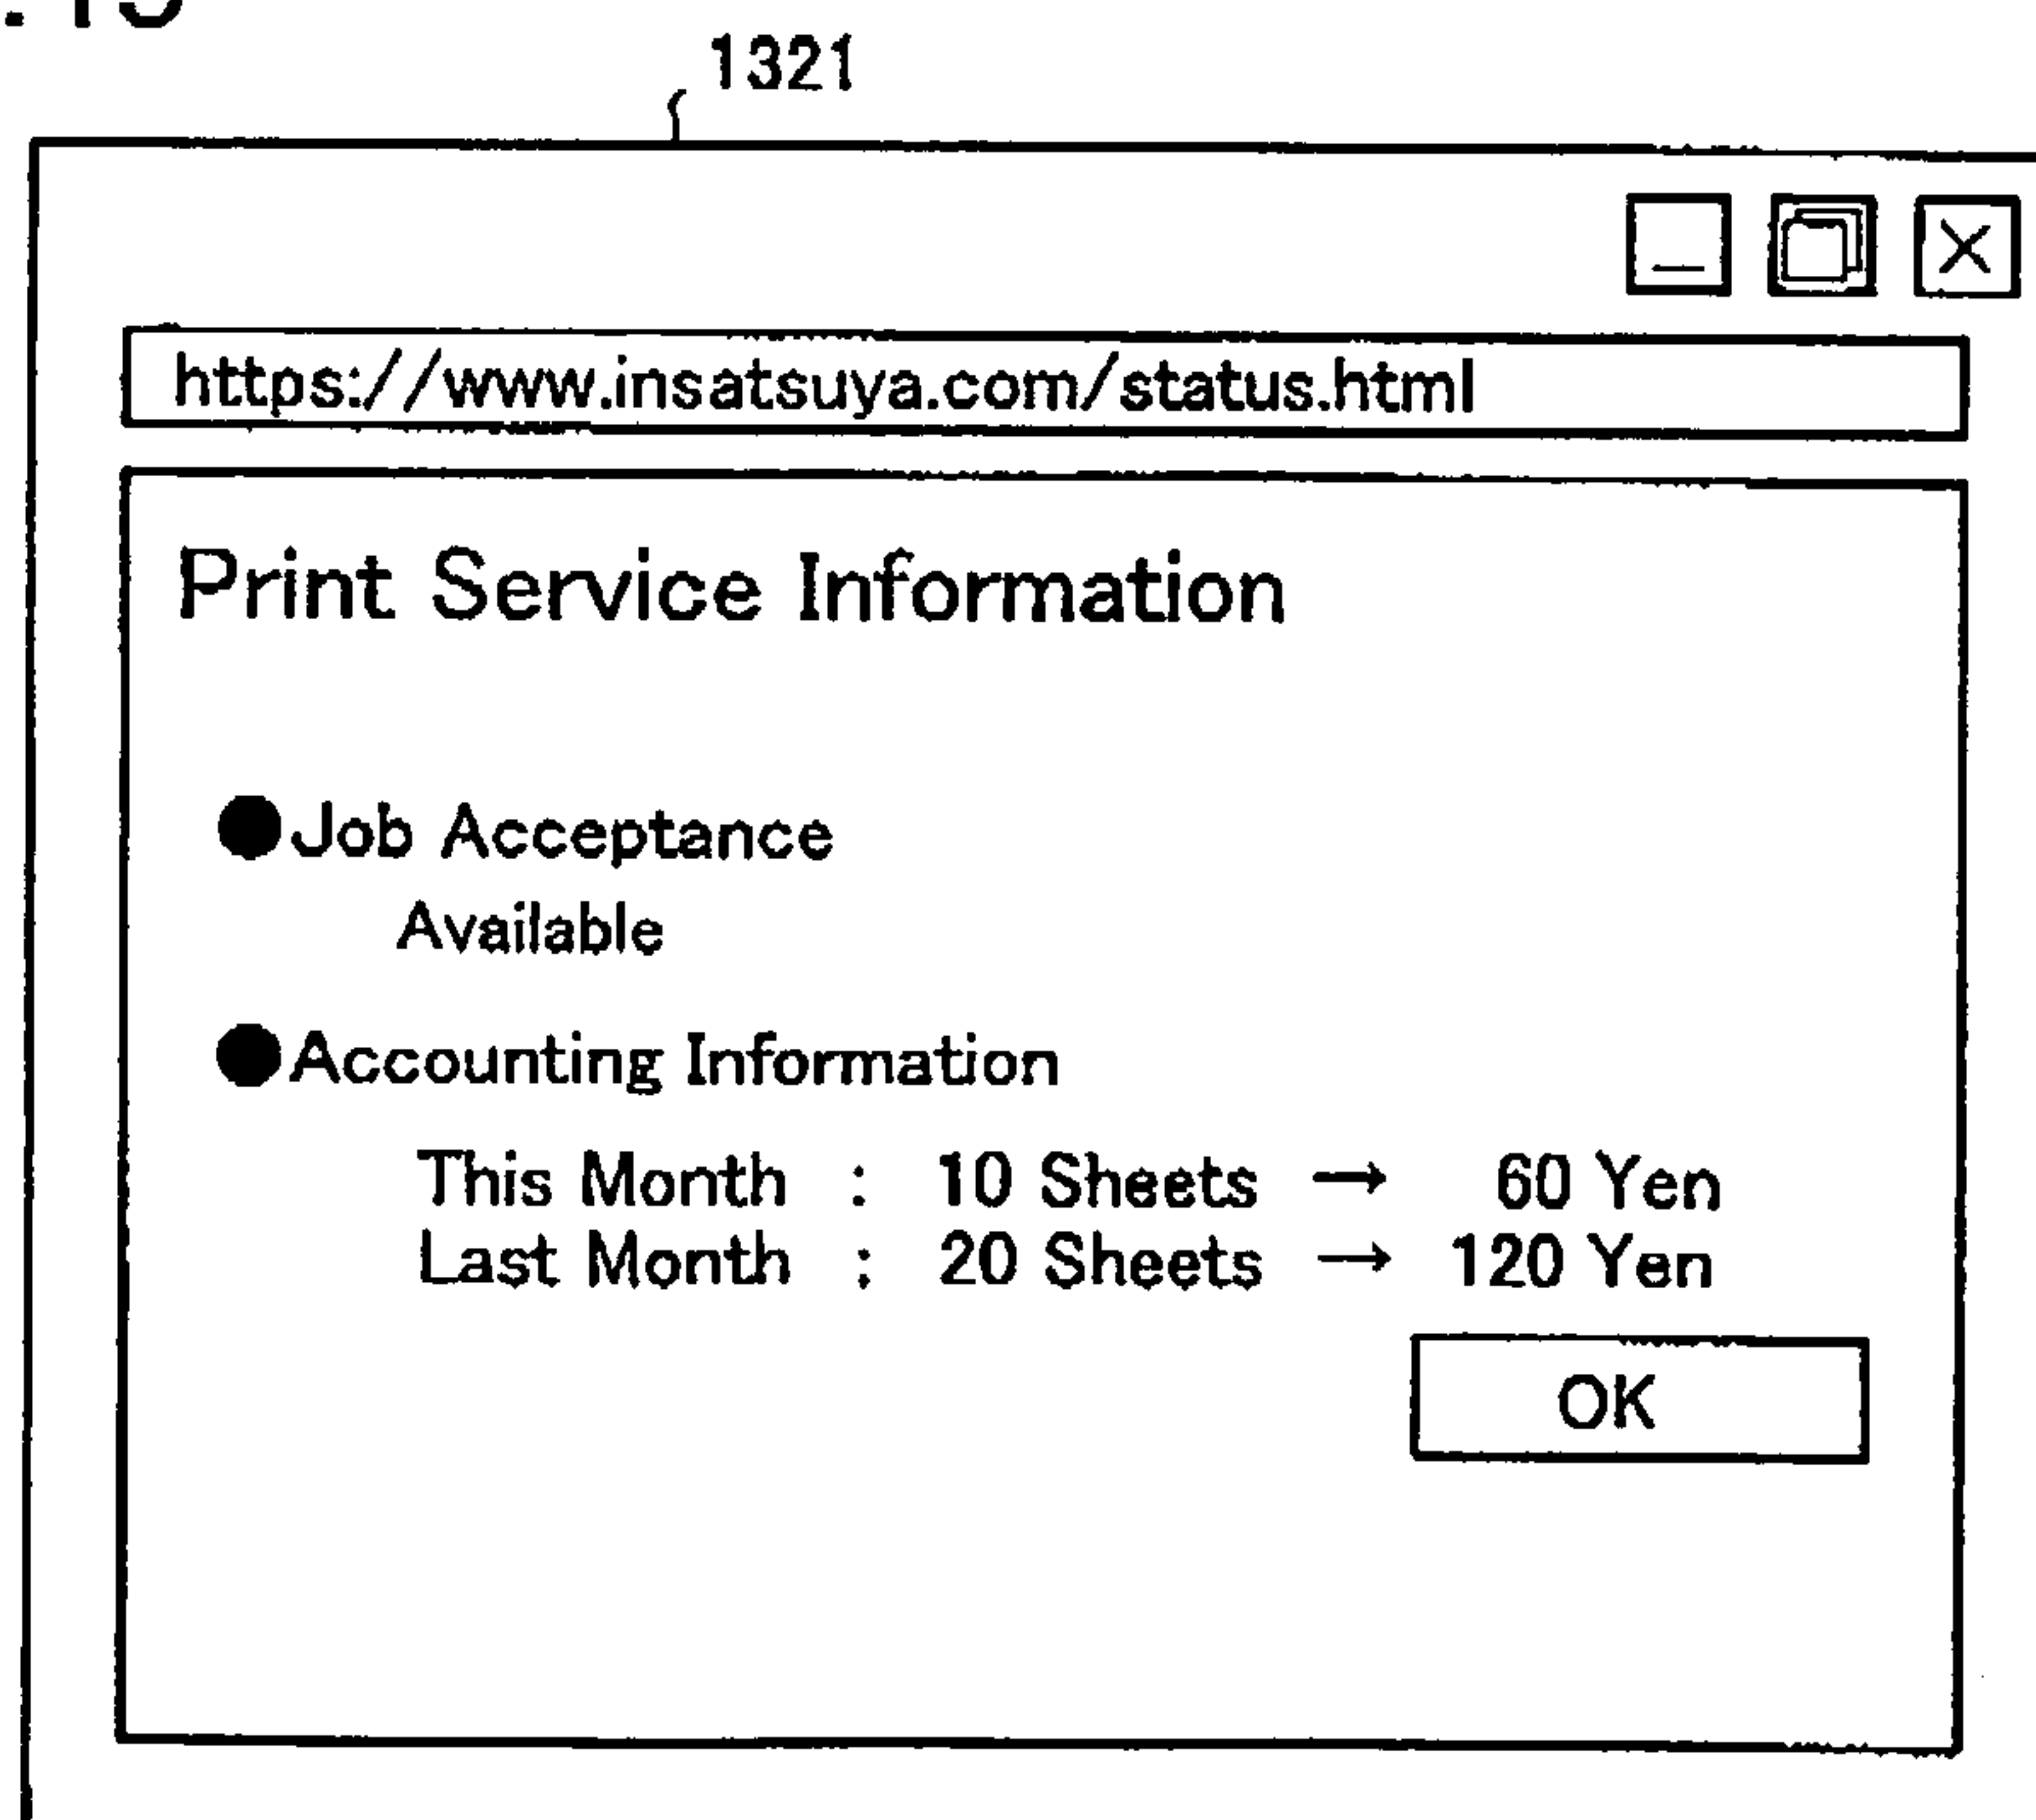 1321
https://www.insatsuya.com/status.html
Print Service Information
●Job Acceptance
Available
●Accounting Information
This Month : 10 Sheets → 60 Yen
Last Month : 20 Sheets → 120 Yen
OK